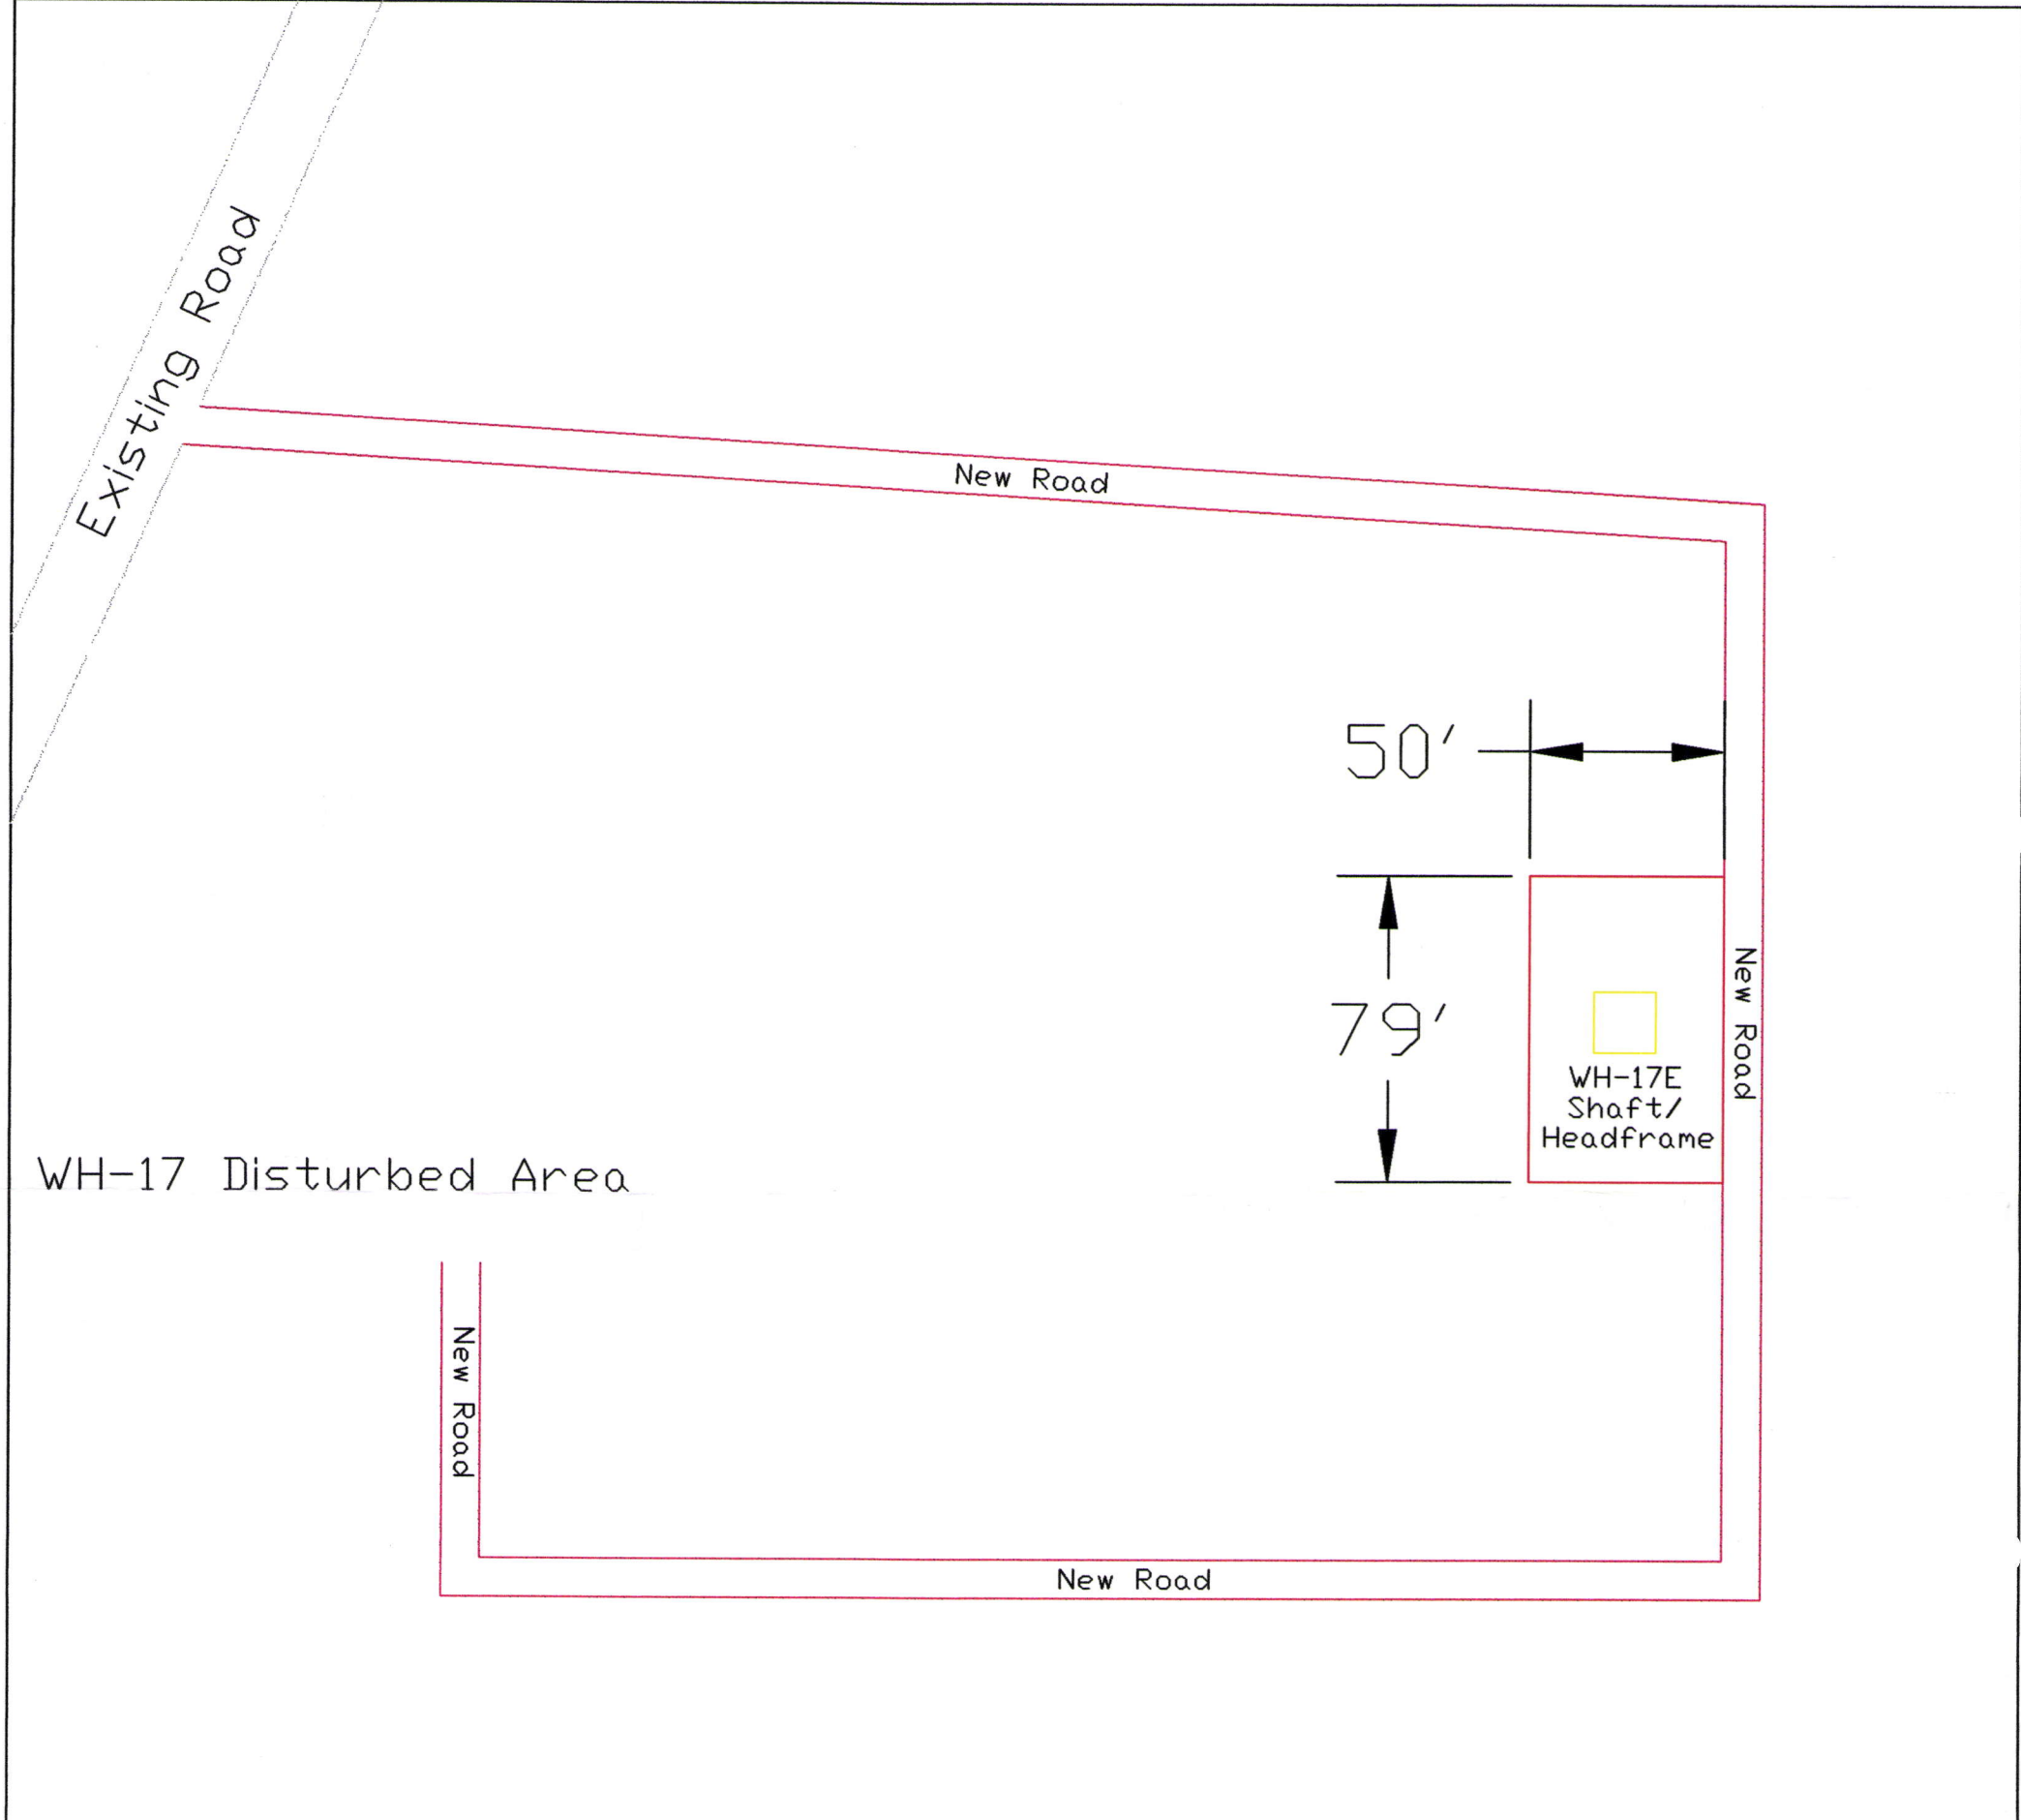 Existing Road
New Road
50'
79'
New Road
WH-17E
Shaft/
Headframe
WH-17 Disturbed Area
New Road
New Road